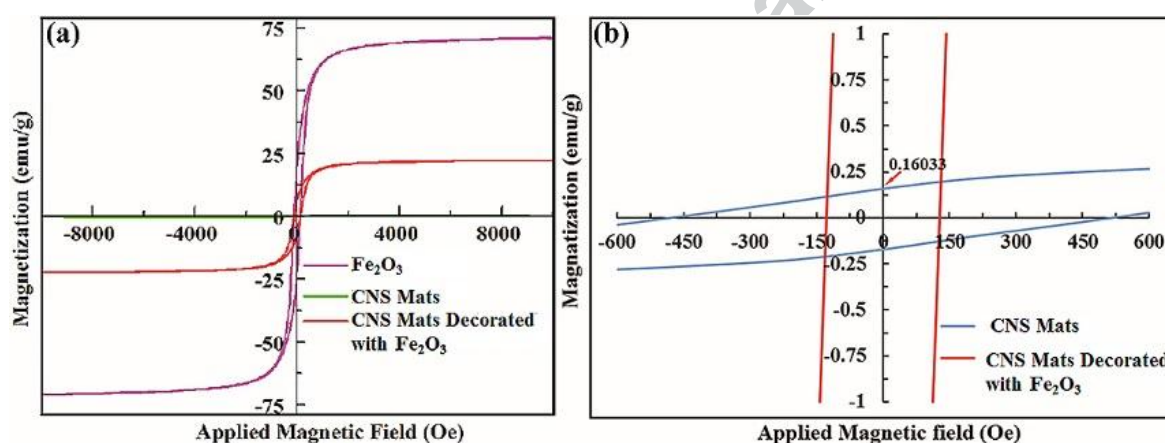 (a)
75
50
25
0
-25
-50
-75
-8000
-4000
0
4000
8000
Magnetization (emu/g)
Fe₂O₃
CNS Mats
CNS Mats Decorated
with Fe₂O₃
Applied Magnetic Field (Oe)
(b)
1
0.75
0.5
0.25
0
-0.25
-0.5
-0.75
-1
-600
-450
-300
-150
0
150
300
450
600
0.16033
Magnatization (emu/g)
CNS Mats
CNS Mats Decorated
with Fe₂O₃
Applied Magnetic field (Oe)